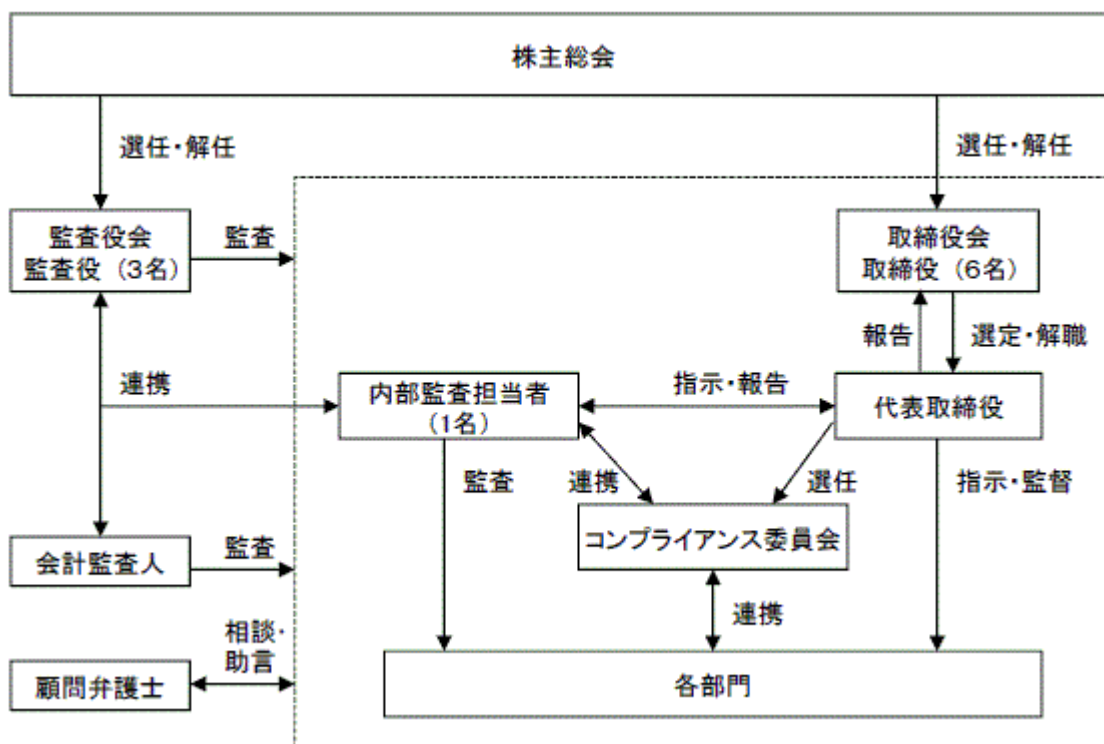 株主総会
選任・解任
選任・解任
監査役会
監査役(3名)
監査
取締役会
取締役(6名)
報告
選定・解職
連携
内部監査担当者
(1名)
指示・報告
代表取締役
監査
連携
選任
指示・監督
コンプライアンス委員会
会計監査人
監査
連携
相談・
助言
顧問弁護士
各部門